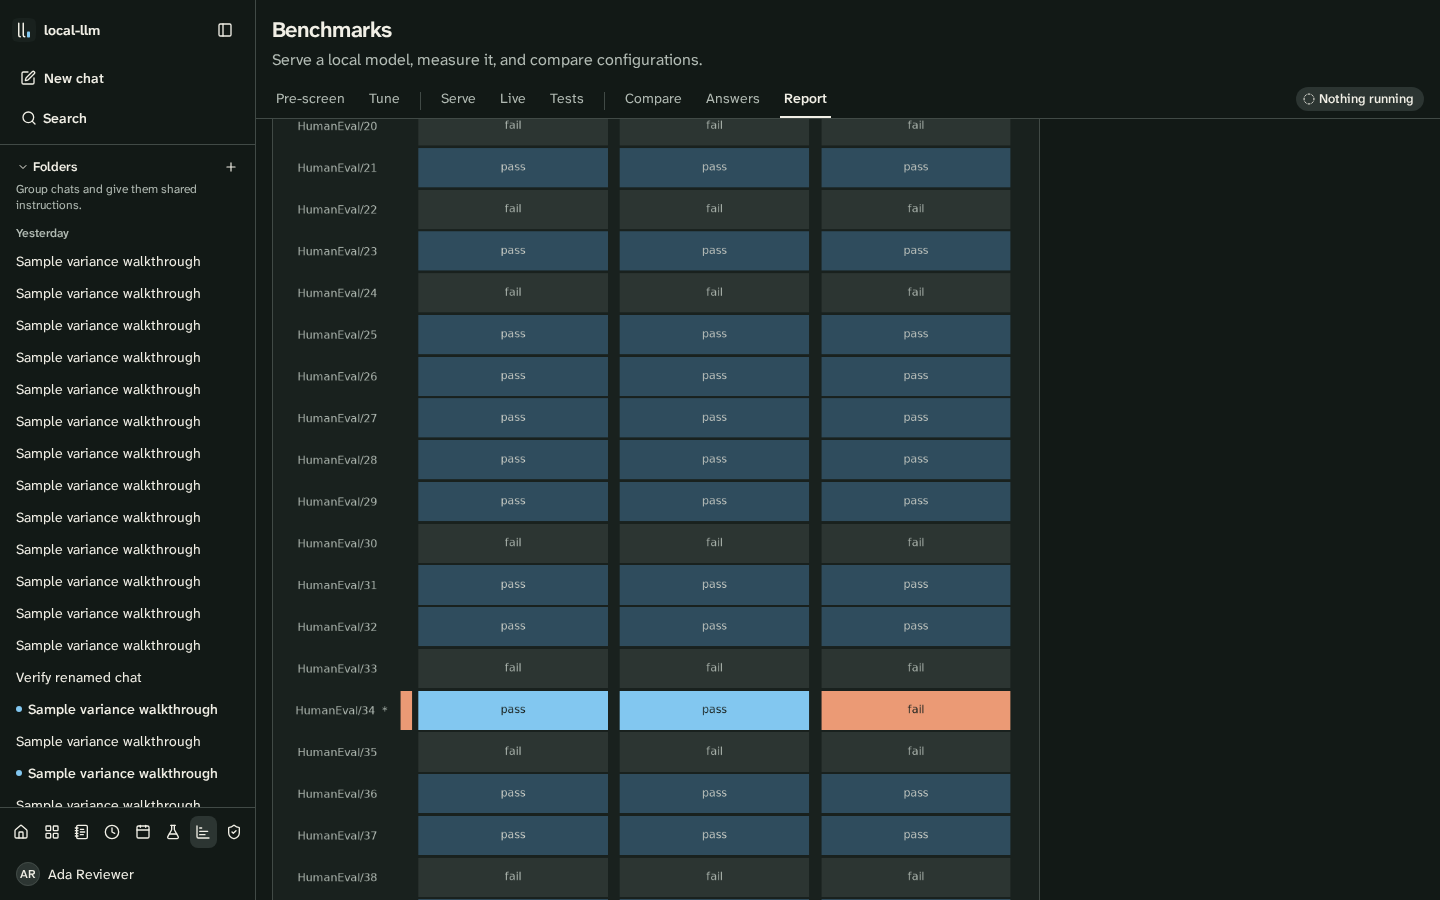 local-llm
New chat
Search
Folders
Group chats and give them shared
instructions.
Yesterday
Sample variance walkthrough
Sample variance walkthrough
Sample variance walkthrough
Sample variance walkthrough
Sample variance walkthrough
Sample variance walkthrough
Sample variance walkthrough
Sample variance walkthrough
Sample variance walkthrough
Sample variance walkthrough
Sample variance walkthrough
Sample variance walkthrough
Sample variance walkthrough
Verify renamed chat
Sample variance walkthrough
Sample variance walkthrough
Sample variance walkthrough
Sample variance walkthrough
AR Ada Reviewer
Benchmarks
Serve a local model, measure it, and compare configurations.
Pre-screen Tune Serve Live Tests Compare Answers Report Nothing running
HumanEval/20 fail fail fail
HumanEval/21 pass pass pass
HumanEval/22 fail fail fail
HumanEval/23 pass pass pass
HumanEval/24 fail fail fail
HumanEval/25 pass pass pass
HumanEval/26 pass pass pass
HumanEval/27 pass pass pass
HumanEval/28 pass pass pass
HumanEval/29 pass pass pass
HumanEval/30 fail fail fail
HumanEval/31 pass pass pass
HumanEval/32 pass pass pass
HumanEval/33 fail fail fail
HumanEval/34 * pass pass fail
HumanEval/35 fail fail fail
HumanEval/36 pass pass pass
HumanEval/37 pass pass pass
HumanEval/38 fail fail fail